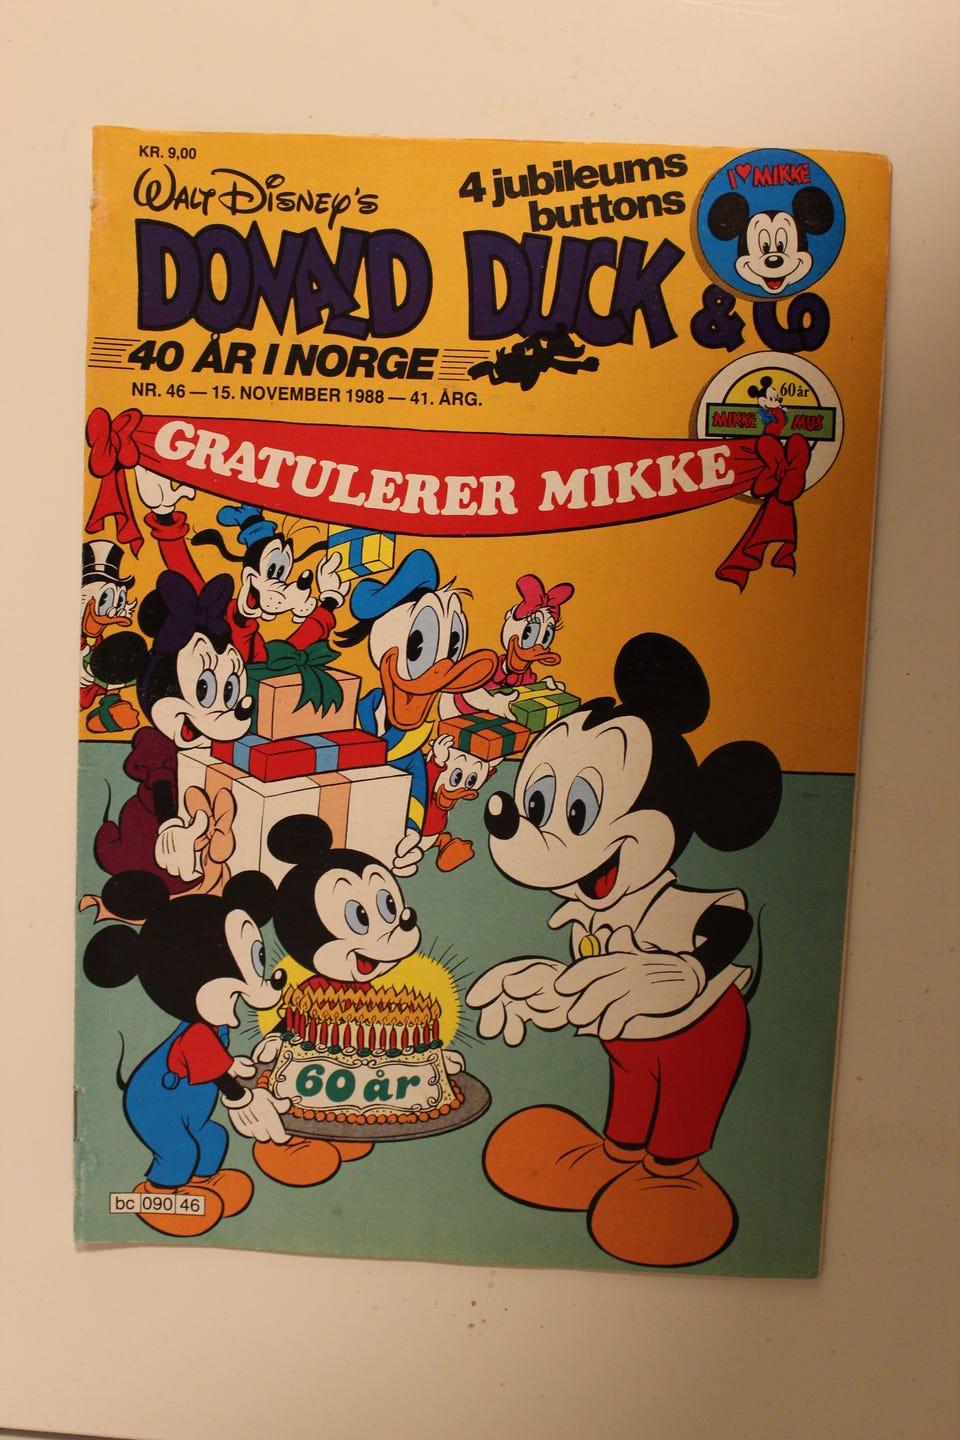 KR. 9,00
WALT DISNEY'S
4 jubileums
buttons
I ♥ MIKKE
DONALD DUCK & CO
40 ÅR I NORGE
NR. 46 — 15. NOVEMBER 1988 — 41. ÅRG.
60 år
MIKKE MUS
GRATULERER MIKKE
60 år
bc 090 46